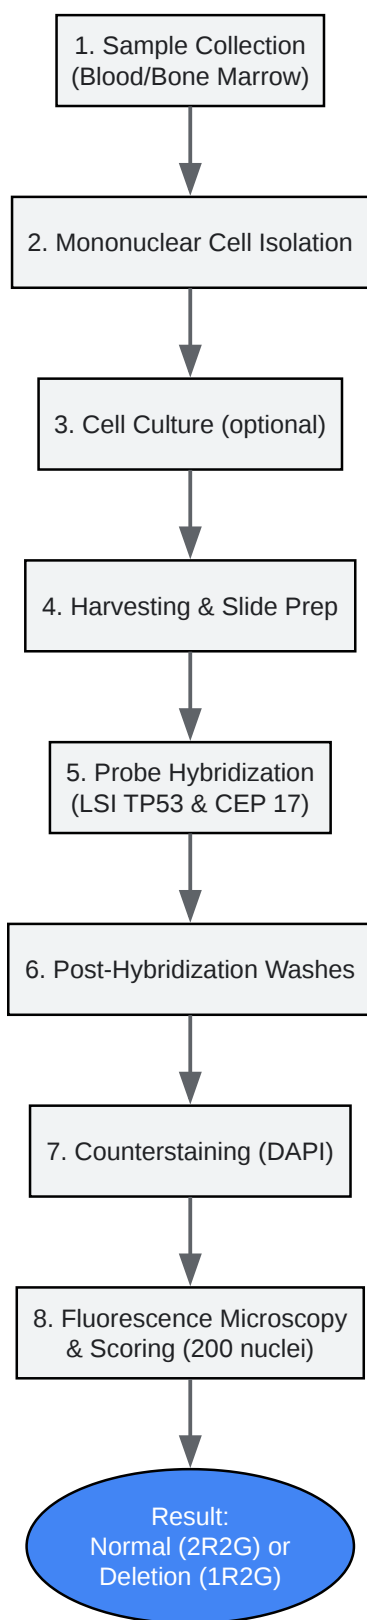 1. Sample Collection
(Blood/Bone Marrow)
2. Mononuclear Cell Isolation
3. Cell Culture (optional)
4. Harvesting & Slide Prep
5. Probe Hybridization
(LSI TP53 & CEP 17)
6. Post-Hybridization Washes
7. Counterstaining (DAPI)
8. Fluorescence Microscopy
& Scoring (200 nuclei)
Result:
Normal (2R2G) or
Deletion (1R2G)